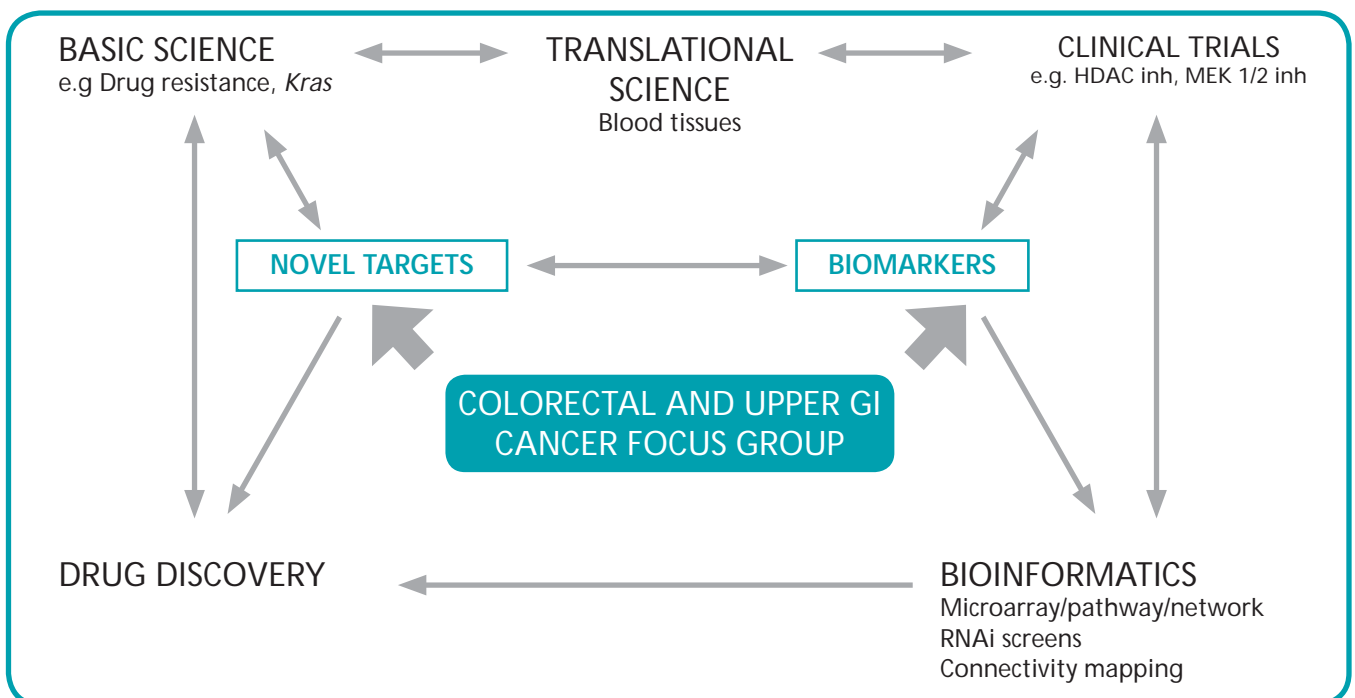 BASIC SCIENCE
e.g Drug resistance, Kras
TRANSLATIONAL
SCIENCE
Blood tissues
CLINICAL TRIALS
e.g. HDAC inh, MEK 1/2 inh
NOVEL TARGETS
BIOMARKERS
COLORECTAL AND UPPER GI
CANCER FOCUS GROUP
DRUG DISCOVERY
BIOINFORMATICS
Microarray/pathway/network
RNAi screens
Connectivity mapping